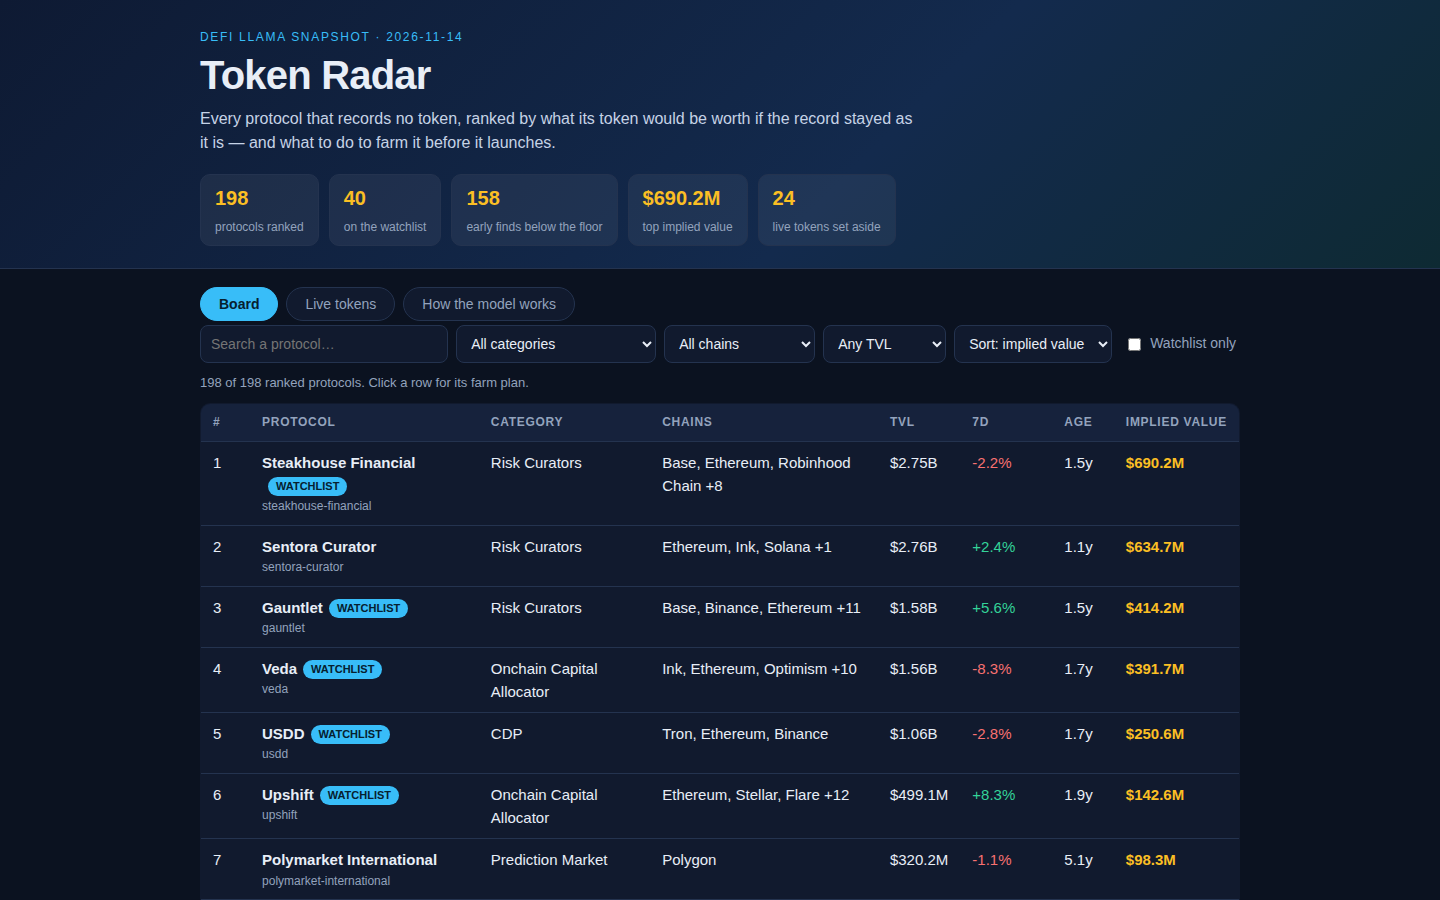 DEFI LLAMA SNAPSHOT · 2026-11-14
Token Radar
Every protocol that records no token, ranked by what its token would be worth if the record stayed as
it is — and what to do to farm it before it launches.
198 40 158 $690.2M 24
protocols ranked on the watchlist early finds below the floor top implied value live tokens set aside
Board Live tokens How the model works
Search a protocol… All categories All chains Any TVL Sort: implied value Watchlist only
198 of 198 ranked protocols. Click a row for its farm plan.
# PROTOCOL CATEGORY CHAINS TVL 7D AGE IMPLIED VALUE
1 Steakhouse Financial Risk Curators Base, Ethereum, Robinhood $2.75B -2.2% 1.5y $690.2M
WATCHLIST Chain +8
steakhouse-financial
2 Sentora Curator Risk Curators Ethereum, Ink, Solana +1 $2.76B +2.4% 1.1y $634.7M
sentora-curator
3 Gauntlet WATCHLIST Risk Curators Base, Binance, Ethereum +11 $1.58B +5.6% 1.5y $414.2M
gauntlet
4 Veda WATCHLIST Onchain Capital Ink, Ethereum, Optimism +10 $1.56B -8.3% 1.7y $391.7M
veda Allocator
5 USDD WATCHLIST CDP Tron, Ethereum, Binance $1.06B -2.8% 1.7y $250.6M
usdd
6 Upshift WATCHLIST Onchain Capital Ethereum, Stellar, Flare +12 $499.1M +8.3% 1.9y $142.6M
upshift Allocator
7 Polymarket International Prediction Market Polygon $320.2M -1.1% 5.1y $98.3M
polymarket-international